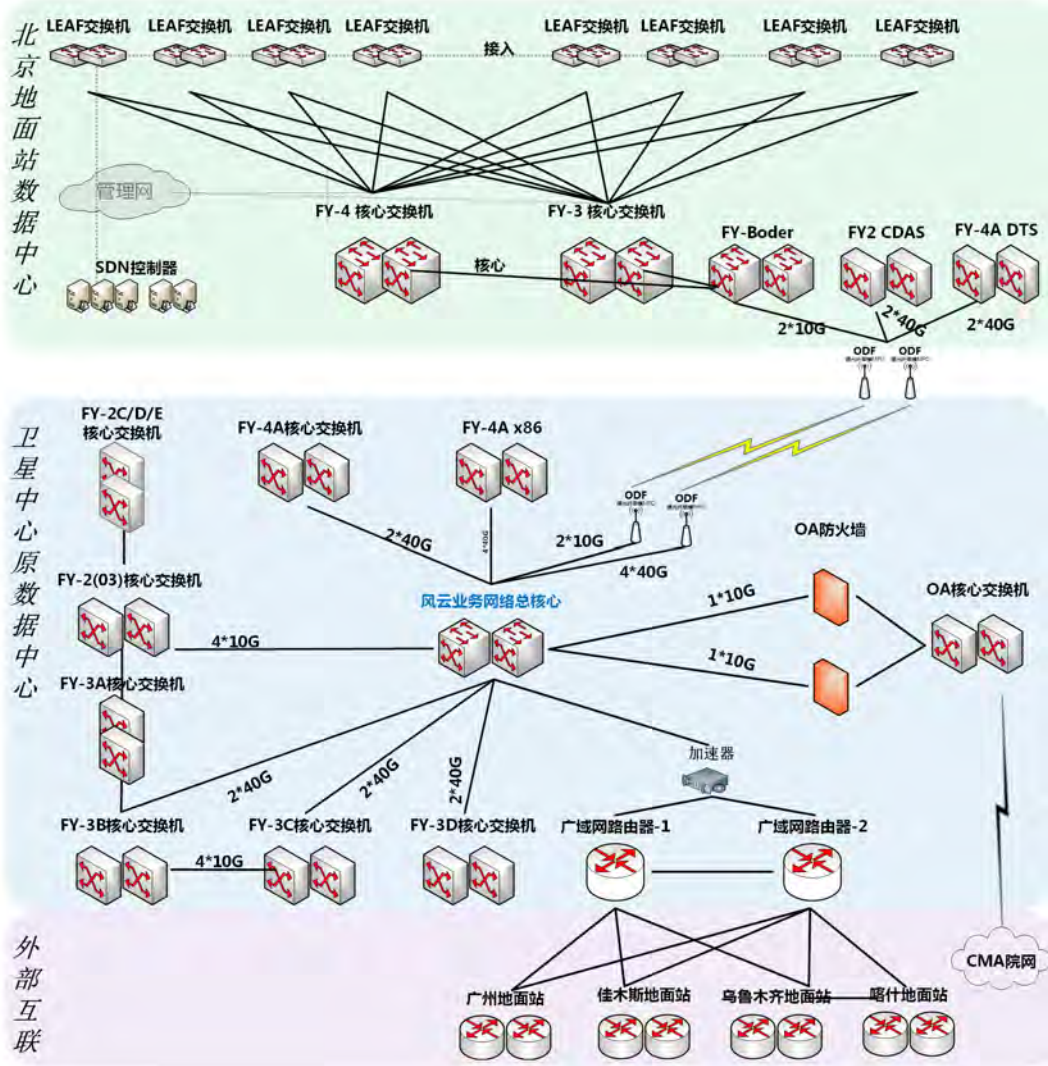 北京地面站数据中心
LEAF交换机 LEAF交换机 LEAF交换机 LEAF交换机 LEAF交换机 LEAF交换机 LEAF交换机 LEAF交换机
接入
管理网
FY-4 核心交换机
FY-3 核心交换机
FY-Boder
FY2 CDAS
FY-4A DTS
SDN控制器
核心
2*10G
2*40G
2*40G
ODF
ODF
卫星中心原数据中心
FY-2C/D/E
核心交换机
FY-4A核心交换机
FY-4A x86
ODF
ODF
2*40G
4*40G
2*10G
4*40G
OA防火墙
FY-2(03)核心交换机
风云业务网络总核心
1*10G
OA核心交换机
4*10G
1*10G
FY-3A核心交换机
加速器
2*40G
2*40G
2*40G
FY-3B核心交换机
FY-3C核心交换机
FY-3D核心交换机
广域网路由器-1
广域网路由器-2
4*10G
外部互联
CMA院网
广州地面站
佳木斯地面站
乌鲁木齐地面站
喀什地面站